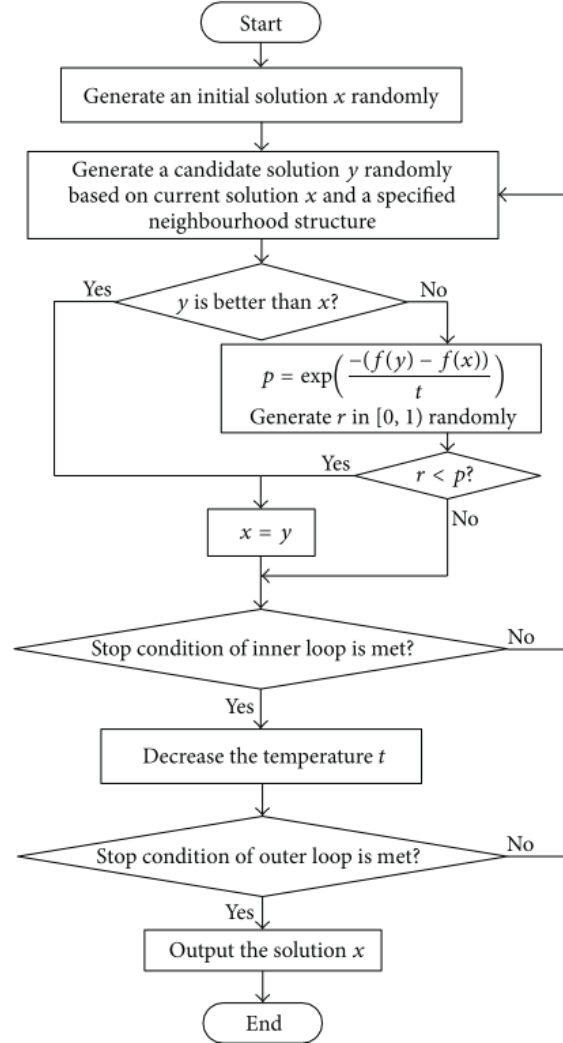 Start
Generate an initial solution x randomly
Generate a candidate solution y randomly
based on current solution x and a specified
neighbourhood structure
Yes
y is better than x?
No
p = exp(−(f(y) − f(x))/t)
Generate r in [0, 1) randomly
Yes
r < p?
No
x = y
Stop condition of inner loop is met?
No
Yes
Decrease the temperature t
Stop condition of outer loop is met?
No
Yes
Output the solution x
End